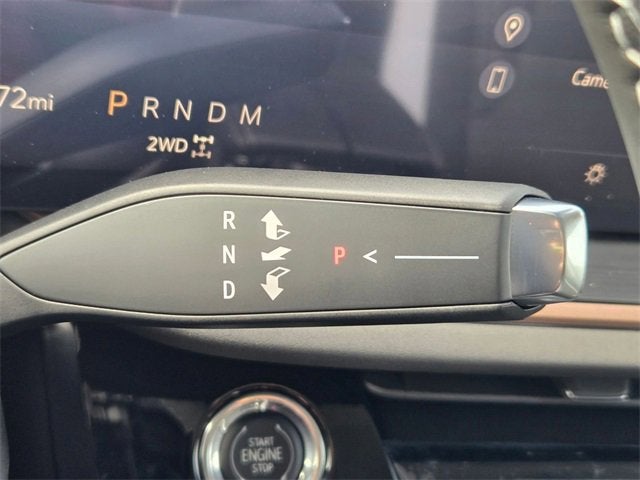 72mi
P R N D M
2WD
Came
R
N P <
D
START
ENGINE
STOP